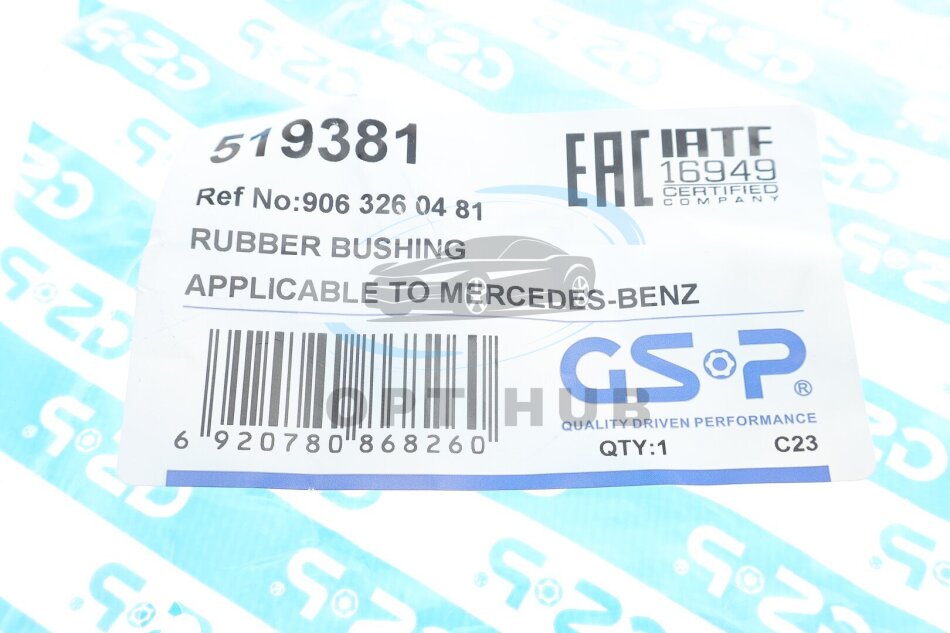 519381
EAC
IATF
16949
CERTIFIED
COMPANY
Ref No:906 326 04 81
RUBBER BUSHING
APPLICABLE TO MERCEDES-BENZ
GSP®
QUALITY DRIVEN PERFORMANCE
6 920780 868260
QTY:1
C23
OPT HUB